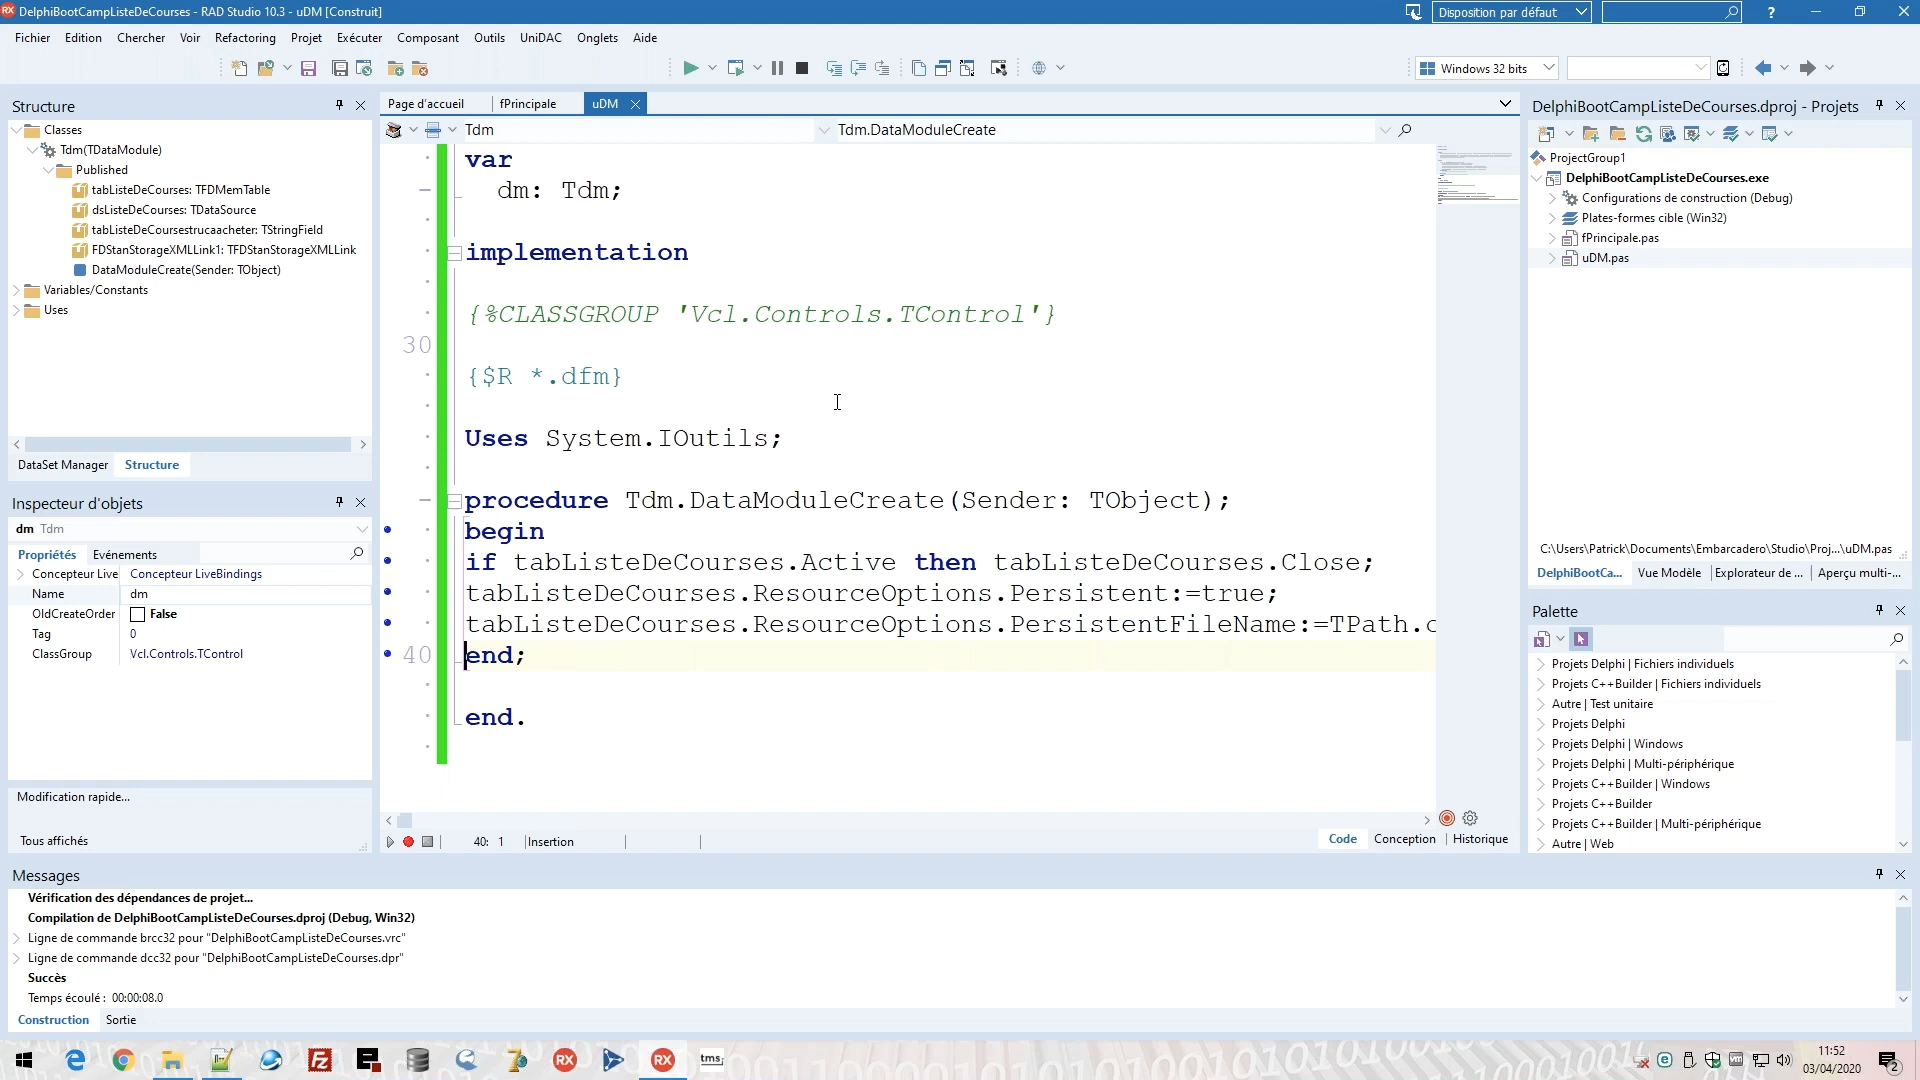 DelphiBootCampListeDeCourses - RAD Studio 10.3 - uDM [Construit]
Disposition par défaut
Fichier Edition Chercher Voir Refactoring Projet Exécuter Composant Outils UniDAC Onglets Aide
Windows 32 bits
Structure
Classes
Tdm(TDataModule)
Published
tabListeDeCourses: TFDMemTable
dsListeDeCourses: TDataSource
tabListeDeCoursestrucaacheter: TStringField
FDStanStorageXMLLink1: TFDStanStorageXMLLink
DataModuleCreate(Sender: TObject)
Variables/Constants
Uses
DataSet Manager Structure
Inspecteur d'objets
dm Tdm
Propriétés Evénements
Concepteur Live Concepteur LiveBindings
Name dm
OldCreateOrder False
Tag 0
ClassGroup Vcl.Controls.TControl
Modification rapide...
Tous affichés
Page d'accueil fPrincipale uDM
Tdm Tdm.DataModuleCreate
var
dm: Tdm;
implementation
{%CLASSGROUP 'Vcl.Controls.TControl'}
30
{$R *.dfm}
Uses System.IOutils;
procedure Tdm.DataModuleCreate(Sender: TObject);
begin
if tabListeDeCourses.Active then tabListeDeCourses.Close;
tabListeDeCourses.ResourceOptions.Persistent:=true;
tabListeDeCourses.ResourceOptions.PersistentFileName:=TPath.
40 end;
end.
40: 1 Insertion
Code Conception Historique
DelphiBootCampListeDeCourses.dproj - Projets
ProjectGroup1
DelphiBootCampListeDeCourses.exe
Configurations de construction (Debug)
Plates-formes cible (Win32)
fPrincipale.pas
uDM.pas
C:\Users\Patrick\Documents\Embarcadero\Studio\Proj...\uDM.pas
DelphiBootCa... Vue Modèle Explorateur de ... Aperçu multi-...
Palette
Projets Delphi | Fichiers individuels
Projets C++Builder | Fichiers individuels
Autre | Test unitaire
Projets Delphi
Projets Delphi | Windows
Projets Delphi | Multi-périphérique
Projets C++Builder | Windows
Projets C++Builder
Projets C++Builder | Multi-périphérique
Autre | Web
Messages
Vérification des dépendances de projet...
Compilation de DelphiBootCampListeDeCourses.dproj (Debug, Win32)
Ligne de commande brcc32 pour "DelphiBootCampListeDeCourses.vrc"
Ligne de commande dcc32 pour "DelphiBootCampListeDeCourses.dpr"
Succès
Temps écoulé : 00:00:08.0
Construction Sortie
RX RX tms
11:52
03/04/2020
2